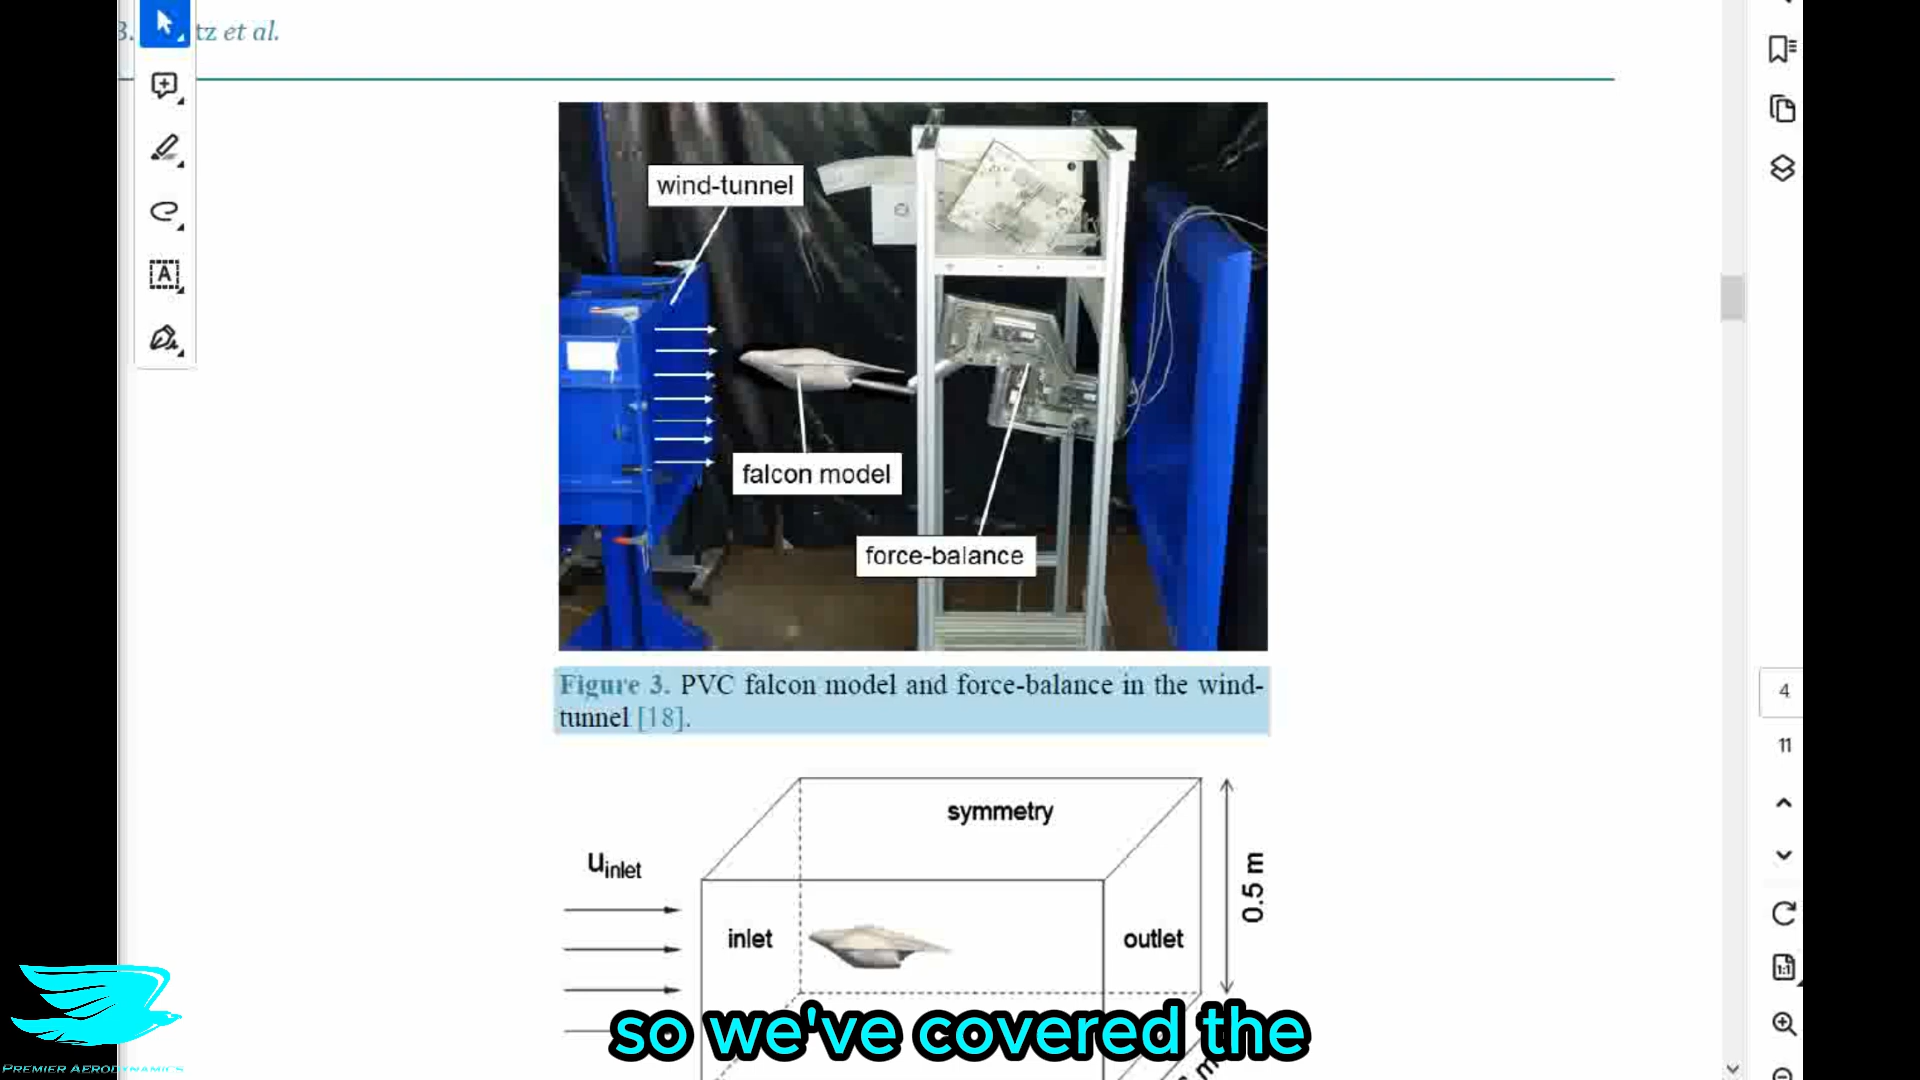 et al.
wind-tunnel
falcon model
force-balance
Figure 3. PVC falcon model and force-balance in the wind-
tunnel [18].
4
11
symmetry
uinlet
0.5 m
inlet
outlet
so we've covered the
PREMIER AERODYNAMICS